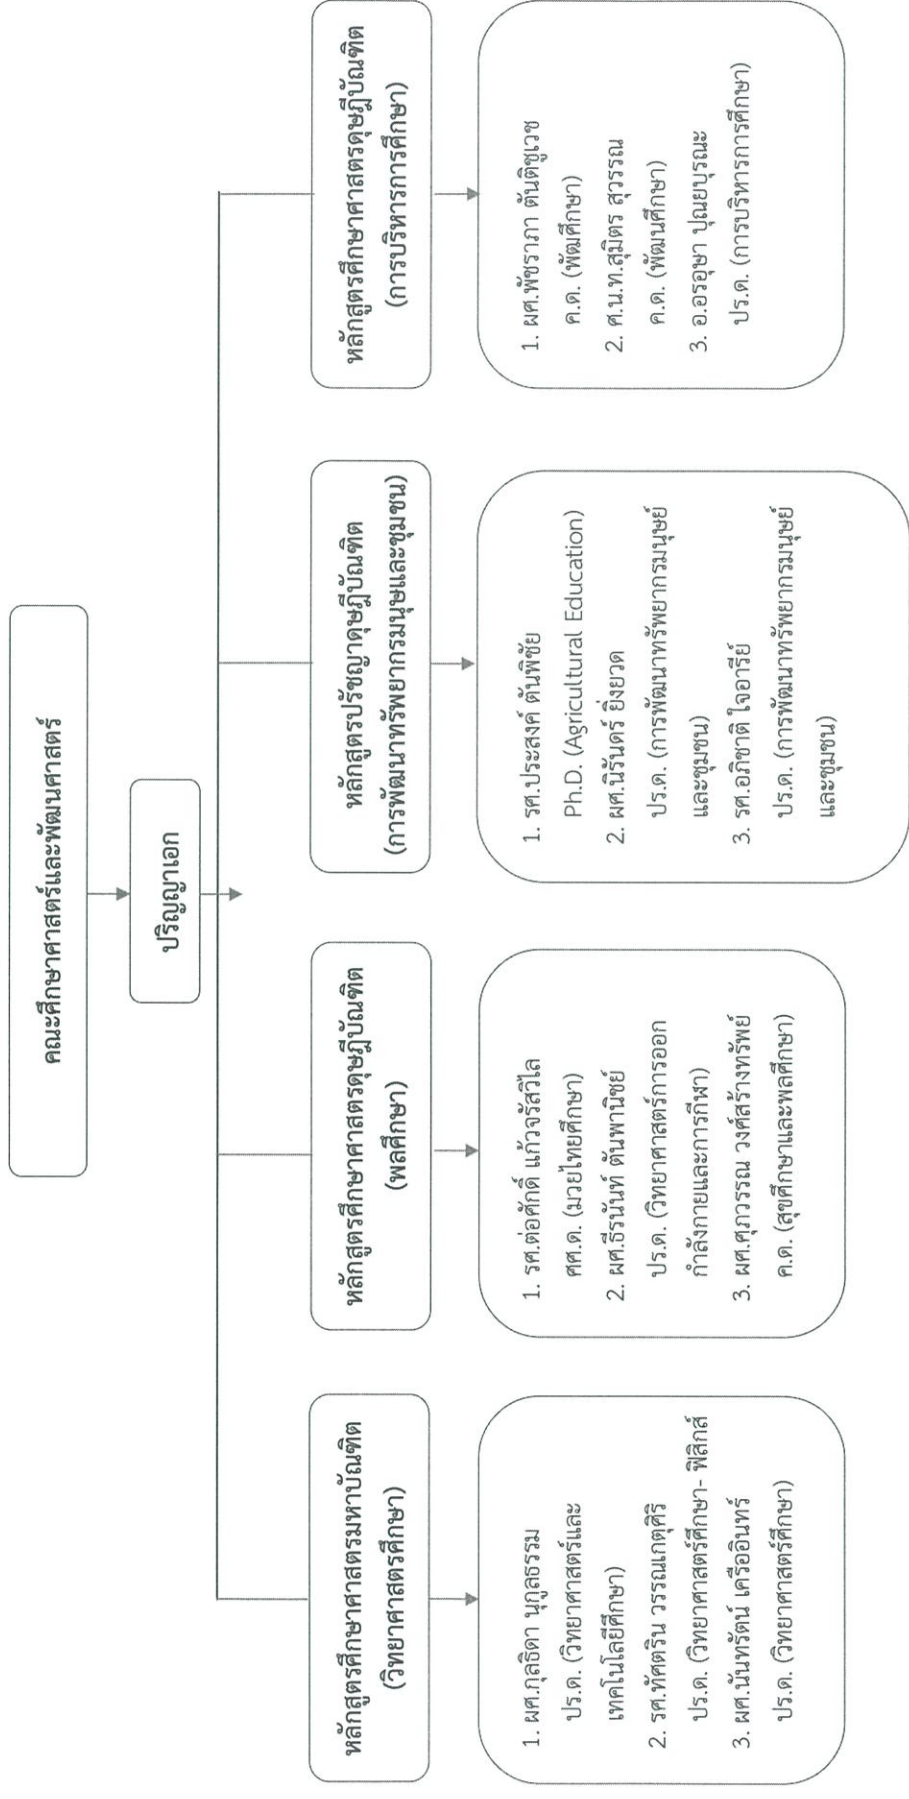 คณะศึกษาศาสตร์และพัฒนศาสตร์
ปริญญาเอก
หลักสูตรศึกษาศาสตรมหาบัณฑิต
(วิทยาศาสตรศึกษา)
1. ผศ.กุลธิดา นุกูลธรรม
ปร.ด. (วิทยาศาสตร์และ
เทคโนโลยีศึกษา)
2. รศ.ทัศตริน วรรณเกตุศิริ
ปร.ด. (วิทยาศาสตร์ศึกษา- ฟิสิกส์
3. ผศ.นันทรัตน์ เครืออินทร์
ปร.ด. (วิทยาศาสตร์ศึกษา)
หลักสูตรศึกษาศาสตรดุษฎีบัณฑิต
(พลศึกษา)
1. รศ.ต่อศักดิ์ แก้วจรัสวิไล
ศศ.ด. (มวยไทยศึกษา)
2. ผศ.ธีรนันท์ ตันพานิชย์
ปร.ด. (วิทยาศาสตร์การออก
กำลังกายและการกีฬา)
3. ผศ.ศุภวรรณ วงศ์สร้างทรัพย์
ค.ด. (สุขศึกษาและพลศึกษา)
หลักสูตรปรัชญาดุษฎีบัณฑิต
(การพัฒนาทรัพยากรมนุษและชุมชน)
1. รศ.ประสงค์ ตันพิชัย
Ph.D. (Agricultural Education)
2. ผศ.นิรันดร์ ยิ่งยวด
ปร.ด. (การพัฒนาทรัพยากรมนุษย์
และชุมชน)
3. รศ.อภิชาติ ใจอารีย์
ปร.ด. (การพัฒนาทรัพยากรมนุษย์
และชุมชน)
หลักสูตรศึกษาศาสตรดุษฎีบัณฑิต
(การบริหารการศึกษา)
1. ผศ.พัชราภา ตันติชูเวช
ค.ด. (พัฒศึกษา)
2. ศ.น.ท.สุมิตร สุวรรณ
ค.ด. (พัฒนศึกษา)
3. อ.อรอุษา ปุณยบุรณะ
ปร.ด. (การบริหารการศึกษา)